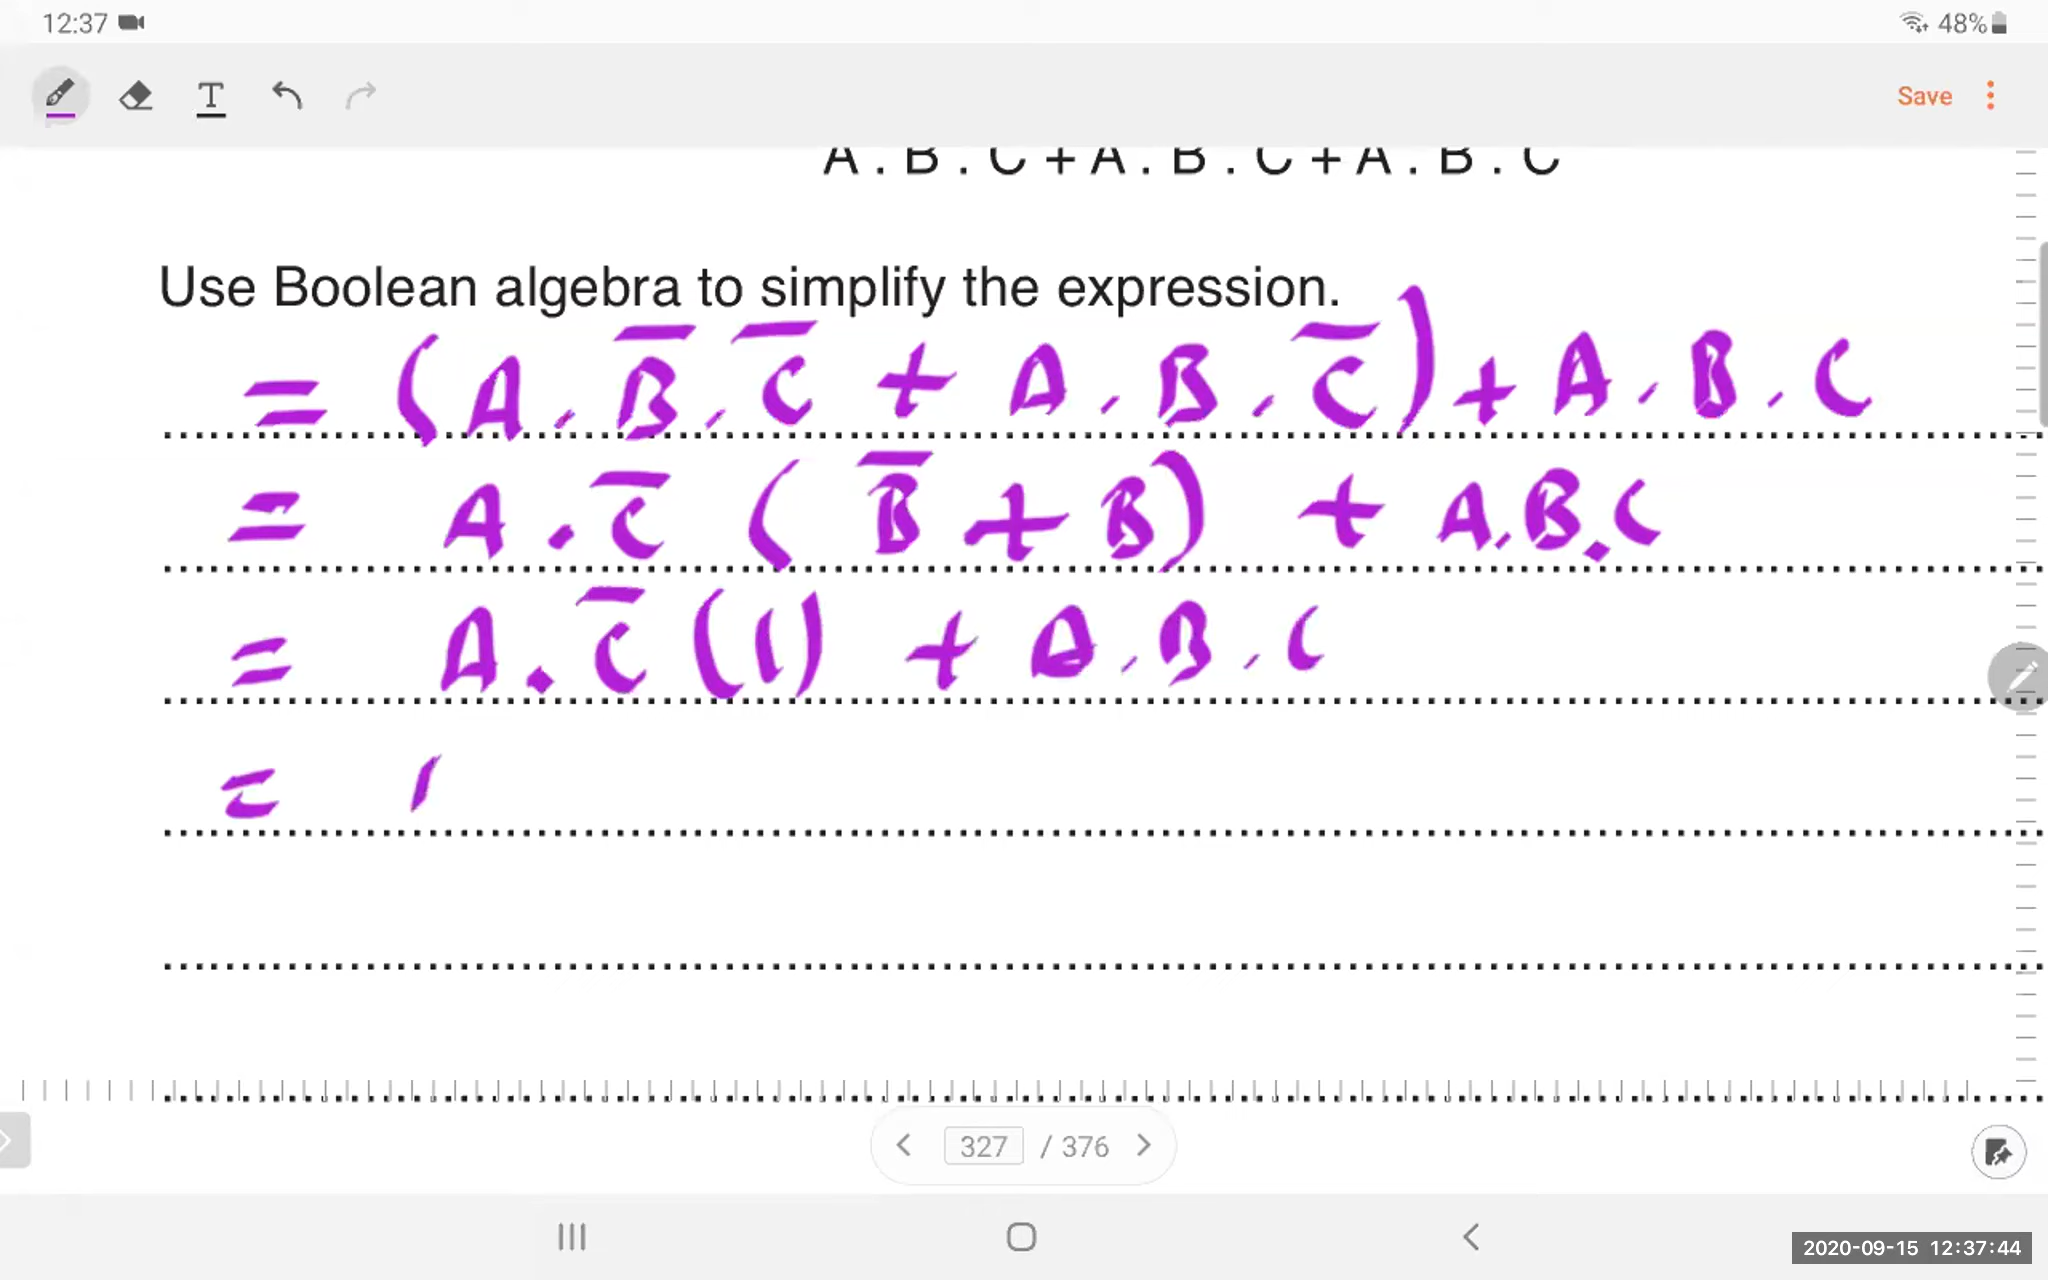 12:37 48%
T Save
A . B . C + A . B . C + A . B . C
Use Boolean algebra to simplify the expression.
= (A . B̅ . C̅ + A . B . C̅) + A . B . C
= A . C̅ ( B̅ + B) + A . B . C
= A . C̅ (1) + A . B . C
=
327 / 376
2020-09-15 12:37:44